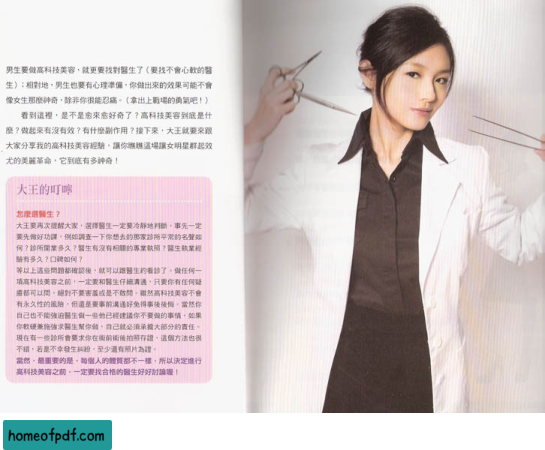 男生要做高科技美容，就更要找對醫生了（要找不會心軟的醫
生）；相對地，男生也要有心理準備，你做出來的效果可能不會
像女生那麼神奇，除非你很能忍痛。（拿出上戰場的勇氣吧！）
看到這裡，是不是愈來愈好奇了？高科技美容到底是什
麼？做起來有沒有效？有什麼副作用？接下來，大王就要來跟
大家分享我的高科技美容經驗，讓你瞧瞧這場讓女明星群起效
尤的美麗革命，它到底有多神奇！
大王的叮嚀
怎麼選醫生？
大王要再次提醒大家，選擇醫生一定要冷靜地判斷，事先一定
要先做好功課，例如調查一下你想去的那家診所平常的名聲如
何？診所開業多久？醫生有沒有相關的專業執照？醫生執業經
驗有多久？口碑如何？
等以上這些問題都確認後，就可以跟醫生約看診了。做任何一
項高科技美容之前，一定要和醫生仔細溝通，只要你有任何疑
慮都可以問，絕對不要害羞或是不敢問。雖然高科技美容不會
有永久性的風險，但還是要事前溝通好免得事後後悔。當然你
自己也不能強迫醫生做一些他已經建議你不要做的事情，如果
你軟硬兼施強求醫生幫你做，自己就必須承擔大部分的責任。
現在有一些診所會要求你在術前術後拍照存證，這個方法也很
不錯，若是不幸發生糾紛，至少還有照片為證。
當然，最重要的是，每個人的體質都不一樣，所以決定進行
高科技美容之前，一定要找合格的醫生好好討論喔！
homeofpdf.com